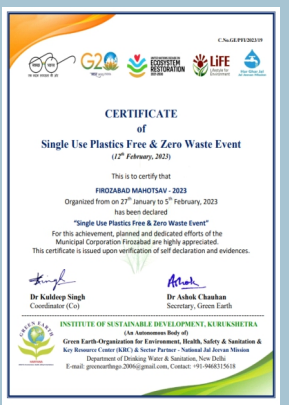 C.No.GE/PFI/2023/19
G20
ECOSYSTEM
RESTORATION
LiFE
Lifestyle for
Environment
CERTIFICATE
of
Single Use Plastics Free & Zero Waste Event
(12th February, 2023)
This is to certify that
FIROZABAD MAHOTSAV - 2023
Organized from on 27th January to 5th February, 2023
has been declared
"Single Use Plastics Free & Zero Waste Event"
For this achievement, planned and dedicated efforts of the
Municipal Corporation Firozabad are highly appreciated.
This certificate is issued upon verification of self declaration and evidences.
Dr Kuldeep Singh
Coordinator (Co)
Dr Ashok Chauhan
Secretary, Green Earth
GREEN EARTH
INSTITUTE OF SUSTAINABLE DEVELOPMENT, KURUKSHETRA
(An Autonomous Body of)
Green Earth-Organization for Environment, Health, Safety & Sanitation &
Key Resource Center (KRC) & Sector Partner - National Jal Jeevan Mission
Department of Drinking Water & Sanitation, New Delhi
E-mail: greenearthngo.2006@gmail.com, Contact: +91-9468315618